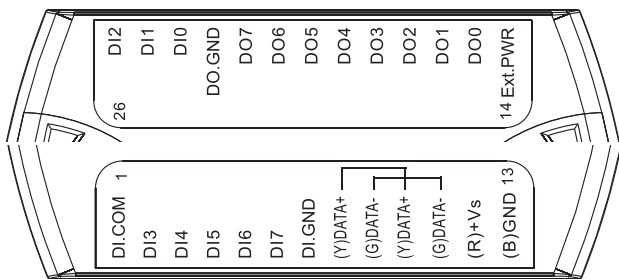 DI2
DI1
DI0
DO.GND
DO7
DO6
DO5
DO4
DO3
DO2
DO1
DO0
Ext.PWR
26
14
1
13
DI.COM
DI3
DI4
DI5
DI6
DI7
DI.GND
(Y)DATA+
(G)DATA-
(Y)DATA+
(G)DATA-
(R)+Vs
(B)GND